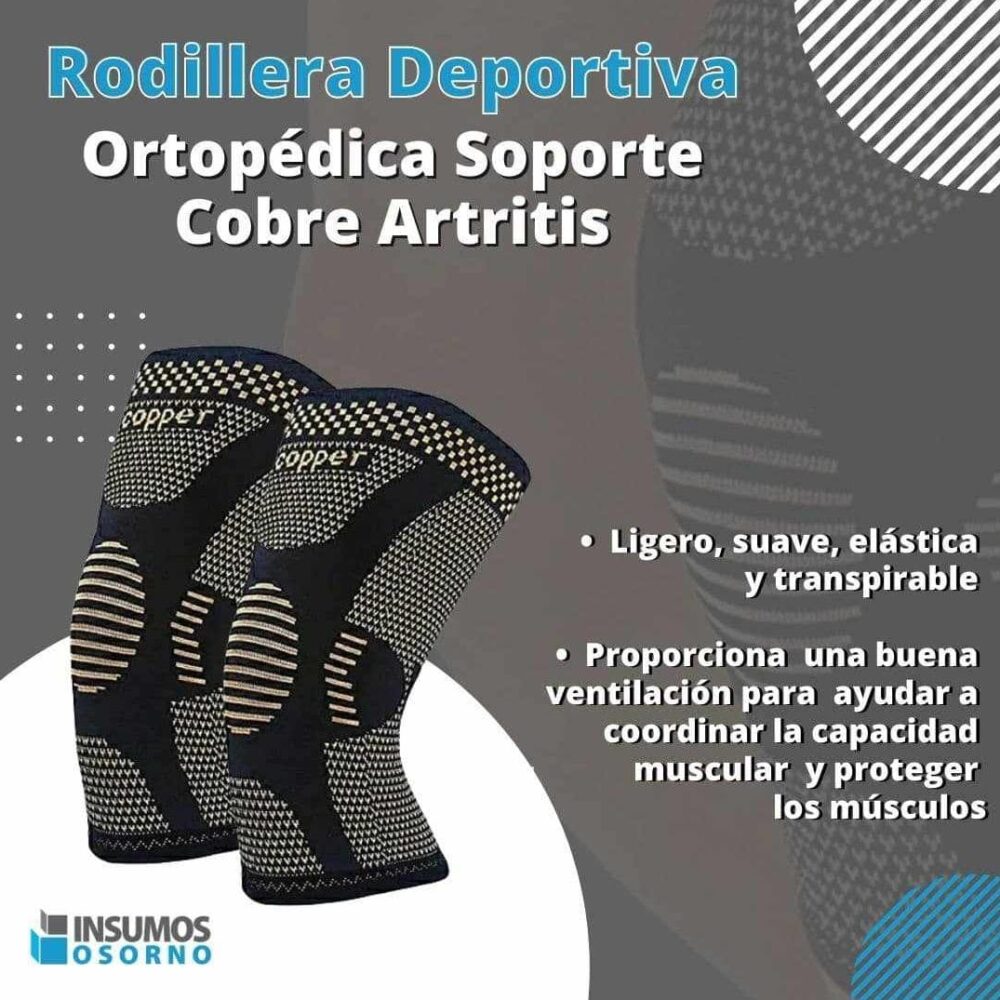 Rodillera Deportiva
Ortopédica Soporte
Cobre Artritis
copper
copper
• Ligero, suave, elástica
y transpirable
• Proporciona una buena
ventilación para ayudar a
coordinar la capacidad
muscular y proteger
los músculos
INSUMOS
OSORNO